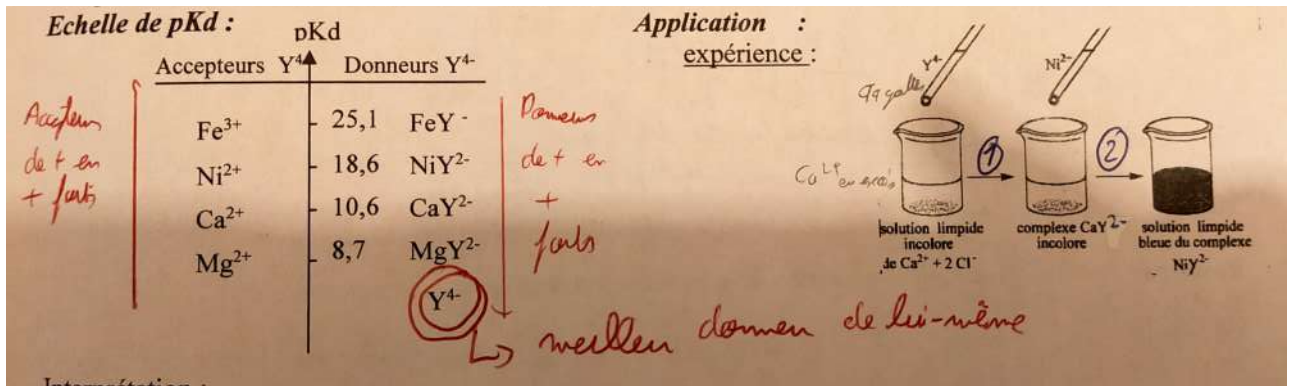 Echelle de pKd :
pKd
Accepteurs Y4-
Donneurs Y4-
Accepteurs
de + en
+ forts
Fe3+
25,1
FeY -
Ni2+
18,6
NiY2-
Ca2+
10,6
CaY2-
Mg2+
8,7
MgY2-
Y4-
Donneurs
de + en
+
forts
meilleur donneur de lui-même
Application :
expérience :
Y4-
Ni2-
1
2
en excès
solution limpide
incolore
de Ca2+ + 2 Cl-
complexe CaY2-
incolore
solution limpide
bleue du complexe
NiY2-